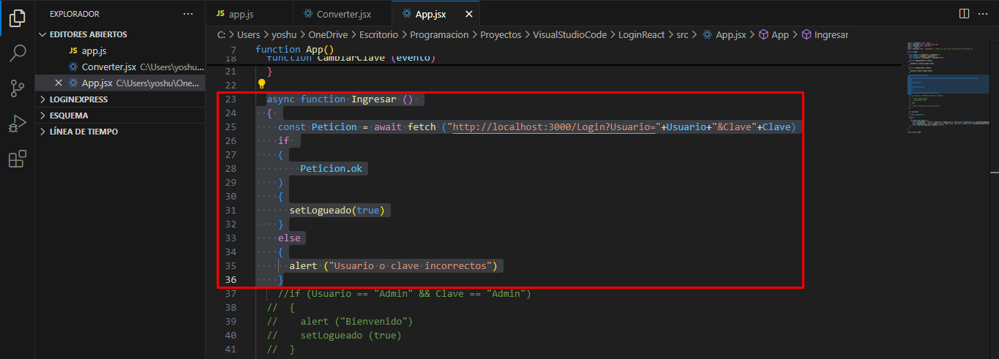 EXPLORADOR
EDITORES ABIERTOS
JS app.js
Converter.jsx C:\Users\yoshu...
App.jsx C:\Users\yoshu\One...
LOGINEXPRESS
ESQUEMA
LÍNEA DE TIEMPO
JS app.js Converter.jsx App.jsx
C: > Users > yoshu > OneDrive > Escritorio > Programacion > Proyectos > VisualStudioCode > LoginReact > src > App.jsx > App > Ingresar
7 function App()
18 function CambiarClave (evento)
21 }
22
23 async function Ingresar ()
24 {
25 const Peticion = await fetch ("http://localhost:3000/Login?Usuario="+Usuario+"&Clave"+Clave)
26 if
27 (
28 Peticion.ok
29 )
30 {
31 setLogueado(true)
32 }
33 else
34 {
35 alert ("Usuario o clave incorrectos")
36 }
37 //if (Usuario == "Admin" && Clave == "Admin")
38 // {
39 // alert ("Bienvenido")
40 // setLogueado (true)
41 // }